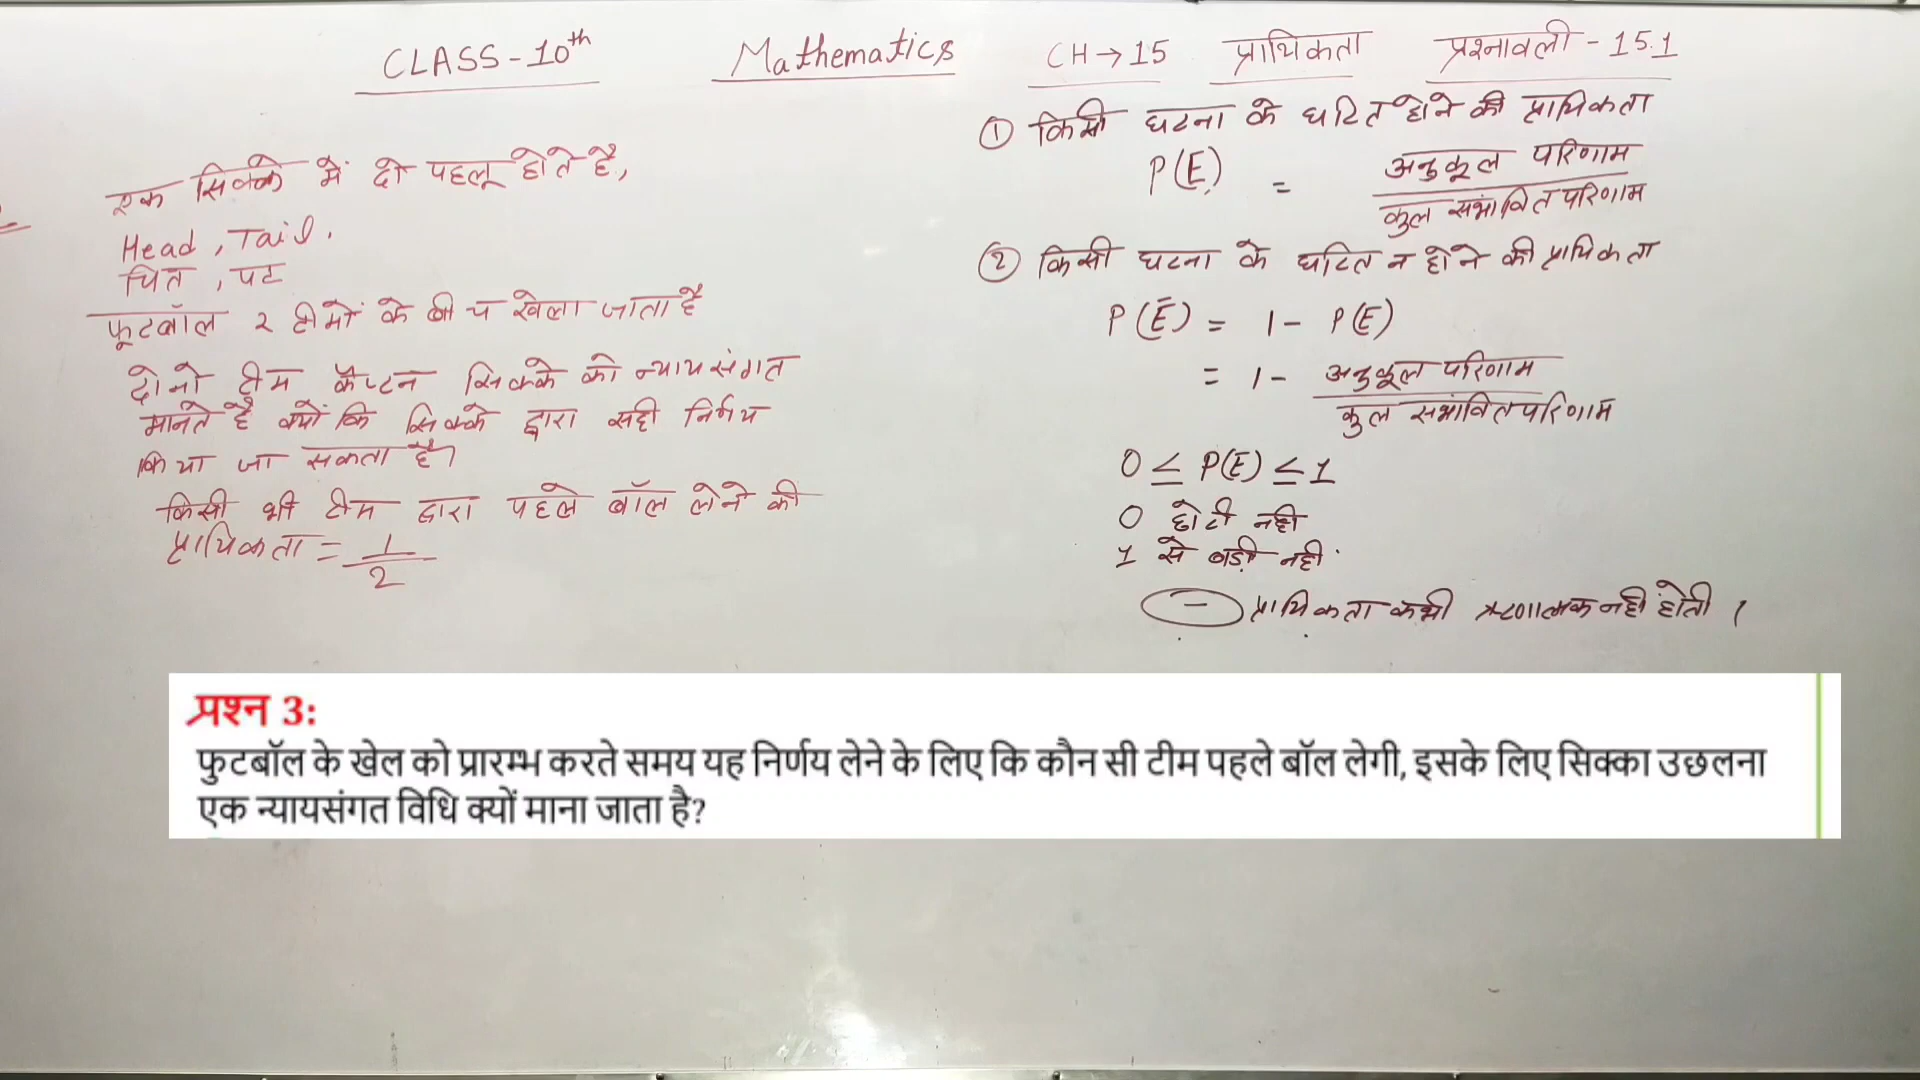 CLASS-10th Mathematics CH→15 प्रायिकता प्रश्नावली-15.1
एक सिक्के में दो पहलू होते है,
Head, Tail.
चित, पट
फूटबॉल 2 टीमों के बीच खेला जाता है
दोनो टीम कैप्टन सिक्के को न्यायसंगत
मानते है क्यों कि सिक्के द्वारा सही निर्णय
किया जा सकता है।
किसी भी टीम द्वारा पहले बॉल लेने की
प्रायिकता = 1/2
① किसी घटना के घटित होने की प्रायिकता
P(E) = अनुकूल परिणाम / कुल सभांवित परिणाम
② किसी घटना के घटित न होने की प्रायिकता
P(Ē) = 1 - P(E)
= 1 - अनुकूल परिणाम / कुल सभांवित परिणाम
0 ≤ P(E) ≤ 1
0 छोटी नही
1 से बड़ी नही.
- प्रायिकता कभी ऋणात्मक नही होती।
प्रश्न 3:
फुटबॉल के खेल को प्रारम्भ करते समय यह निर्णय लेने के लिए कि कौन सी टीम पहले बॉल लेगी, इसके लिए सिक्का उछलना
एक न्यायसंगत विधि क्यों माना जाता है?